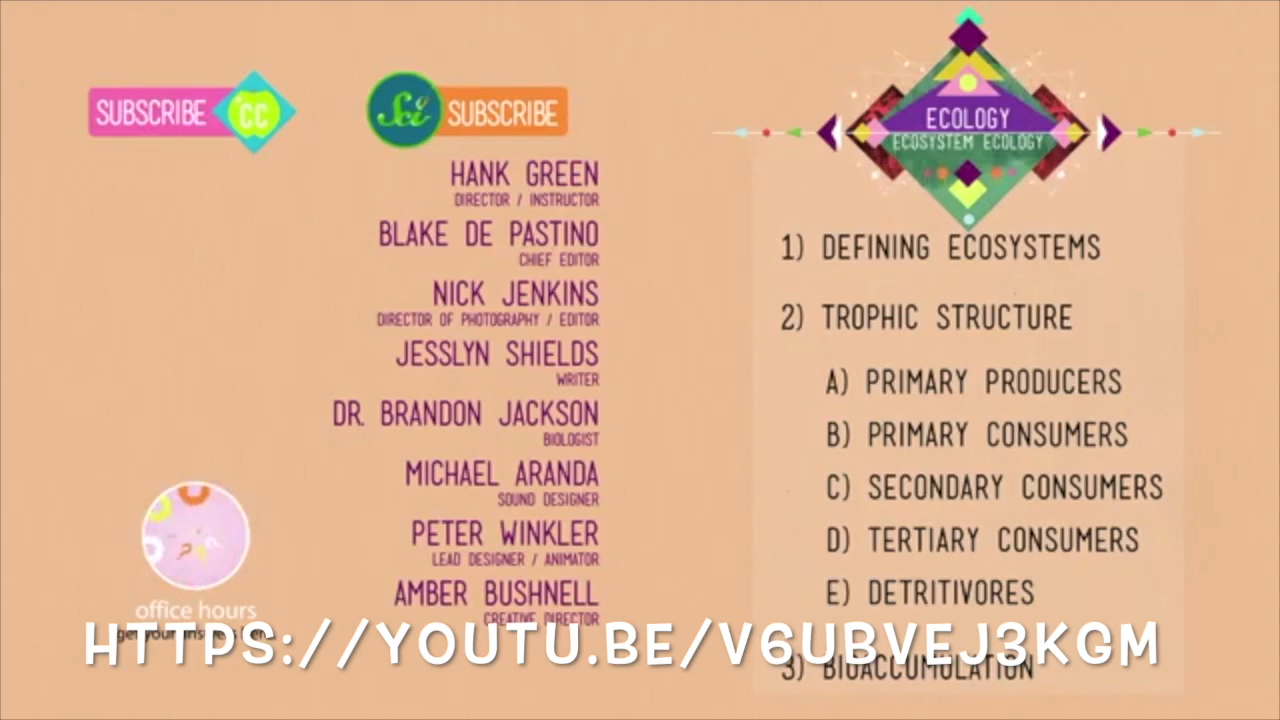 SUBSCRIBE CC
Sci SUBSCRIBE
HANK GREEN
DIRECTOR / INSTRUCTOR
BLAKE DE PASTINO
CHIEF EDITOR
NICK JENKINS
DIRECTOR OF PHOTOGRAPHY / EDITOR
JESSLYN SHIELDS
WRITER
DR. BRANDON JACKSON
BIOLOGIST
MICHAEL ARANDA
SOUND DESIGNER
PETER WINKLER
LEAD DESIGNER / ANIMATOR
AMBER BUSHNELL
CREATIVE DIRECTOR
office hours
ECOLOGY
ECOSYSTEM ECOLOGY
1) DEFINING ECOSYSTEMS
2) TROPHIC STRUCTURE
A) PRIMARY PRODUCERS
B) PRIMARY CONSUMERS
C) SECONDARY CONSUMERS
D) TERTIARY CONSUMERS
E) DETRITIVORES
3) BIOACCUMULATION
HTTPS://YOUTU.BE/V6UBVEJ3KGM